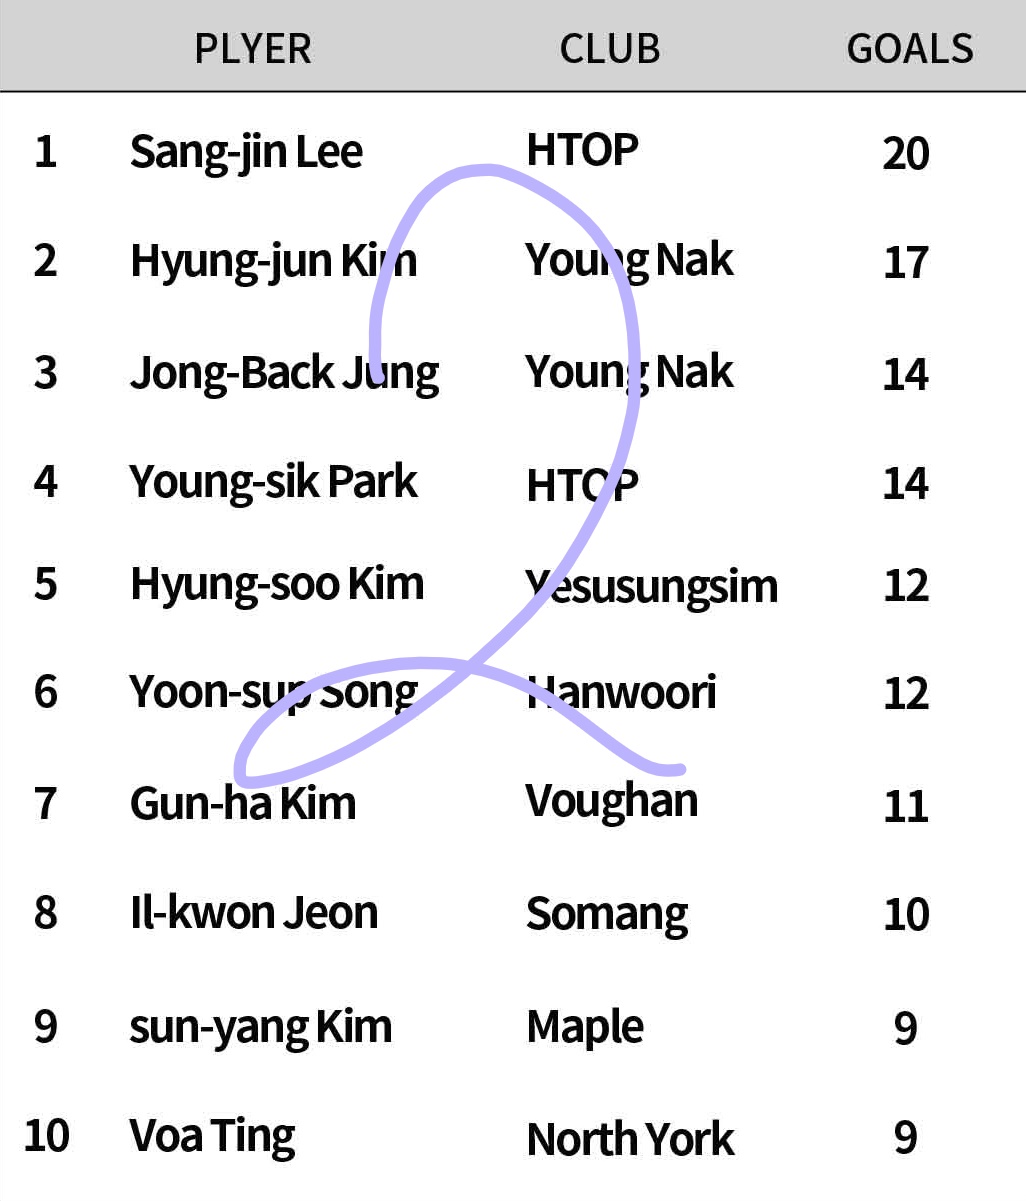 PLYER CLUB GOALS
1 Sang-jin Lee HTOP 20
2 Hyung-jun Kim Young Nak 17
3 Jong-Back Jung Young Nak 14
4 Young-sik Park HTOP 14
5 Hyung-soo Kim Yesusungsim 12
6 Yoon-sup Song Hanwoori 12
7 Gun-ha Kim Voughan 11
8 Il-kwon Jeon Somang 10
9 sun-yang Kim Maple 9
10 Voa Ting North York 9